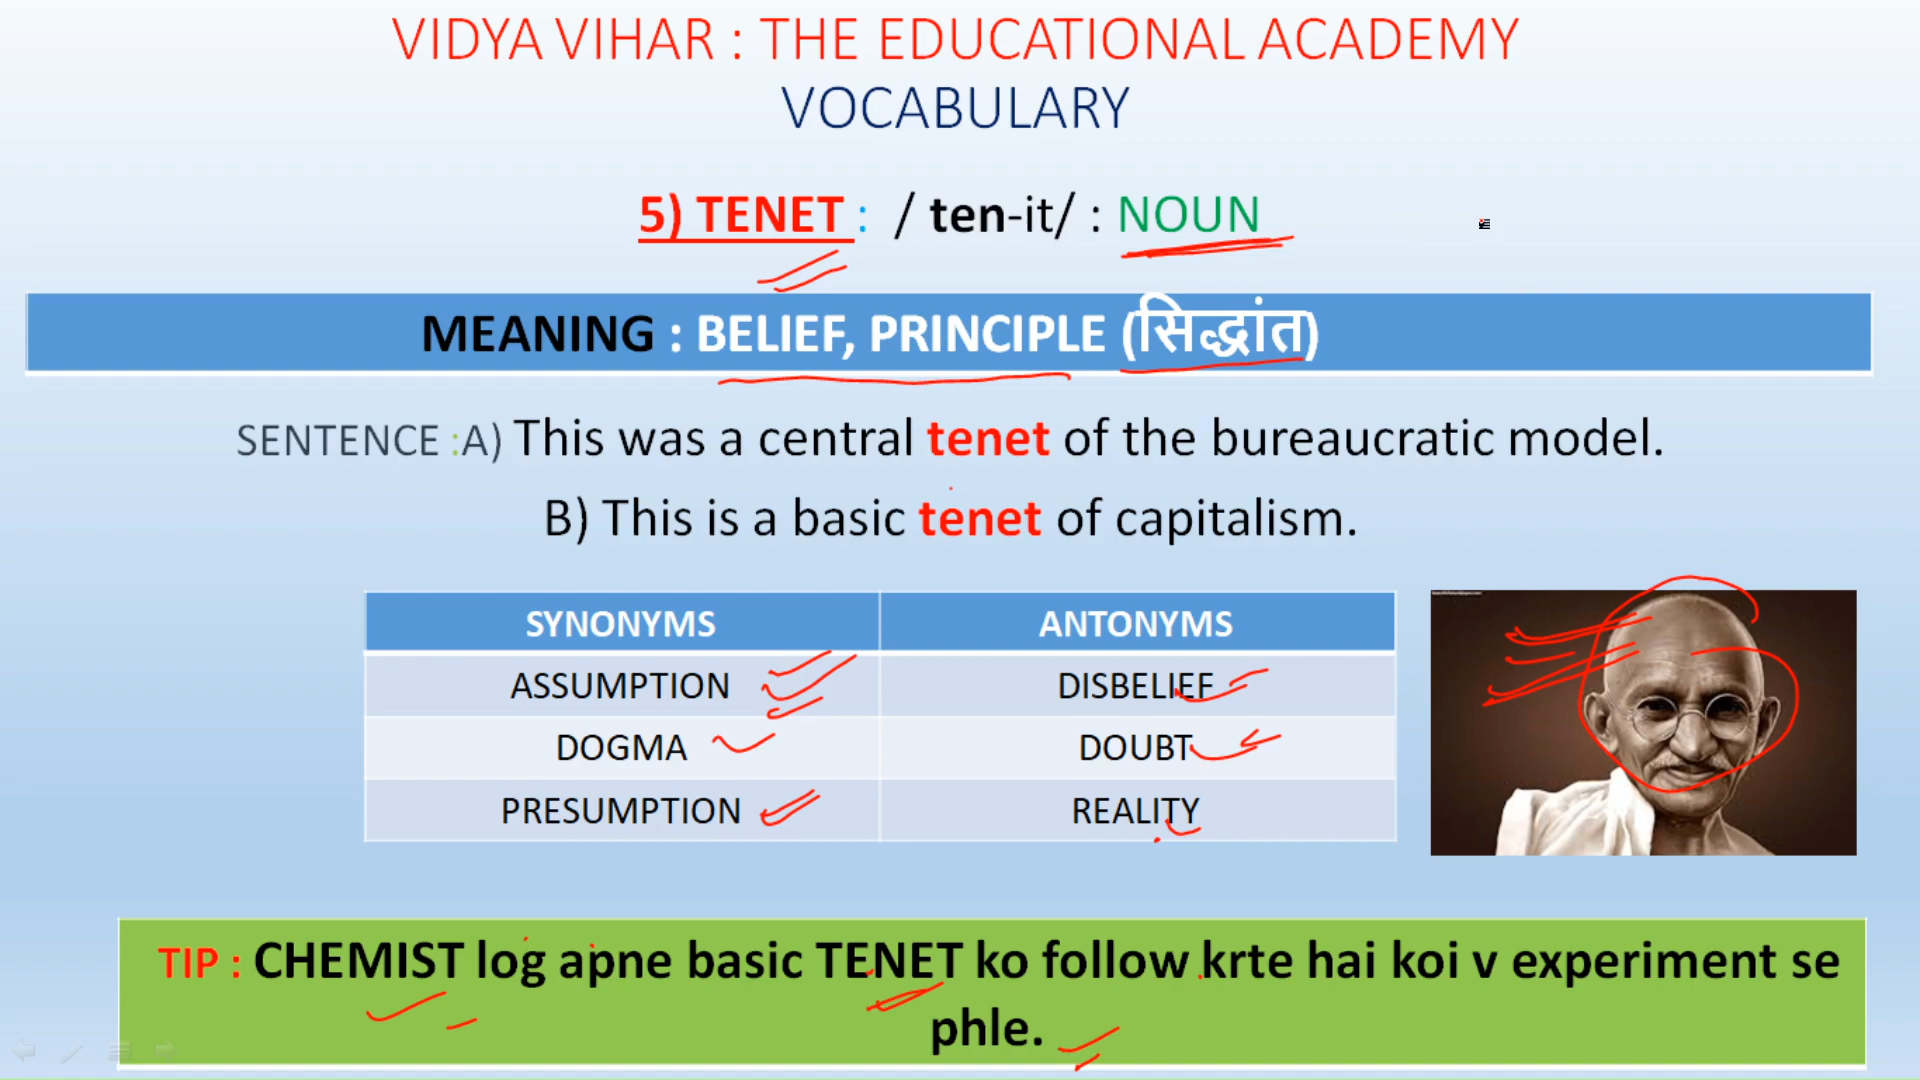 VIDYA VIHAR : THE EDUCATIONAL ACADEMY
VOCABULARY
5) TENET : / ten-it/ : NOUN
MEANING : BELIEF, PRINCIPLE (सिद्धांत)
SENTENCE :A) This was a central tenet of the bureaucratic model.
B) This is a basic tenet of capitalism.
SYNONYMS ANTONYMS
ASSUMPTION DISBELIEF
DOGMA DOUBT
PRESUMPTION REALITY
TIP : CHEMIST log apne basic TENET ko follow krte hai koi v experiment se
phle.